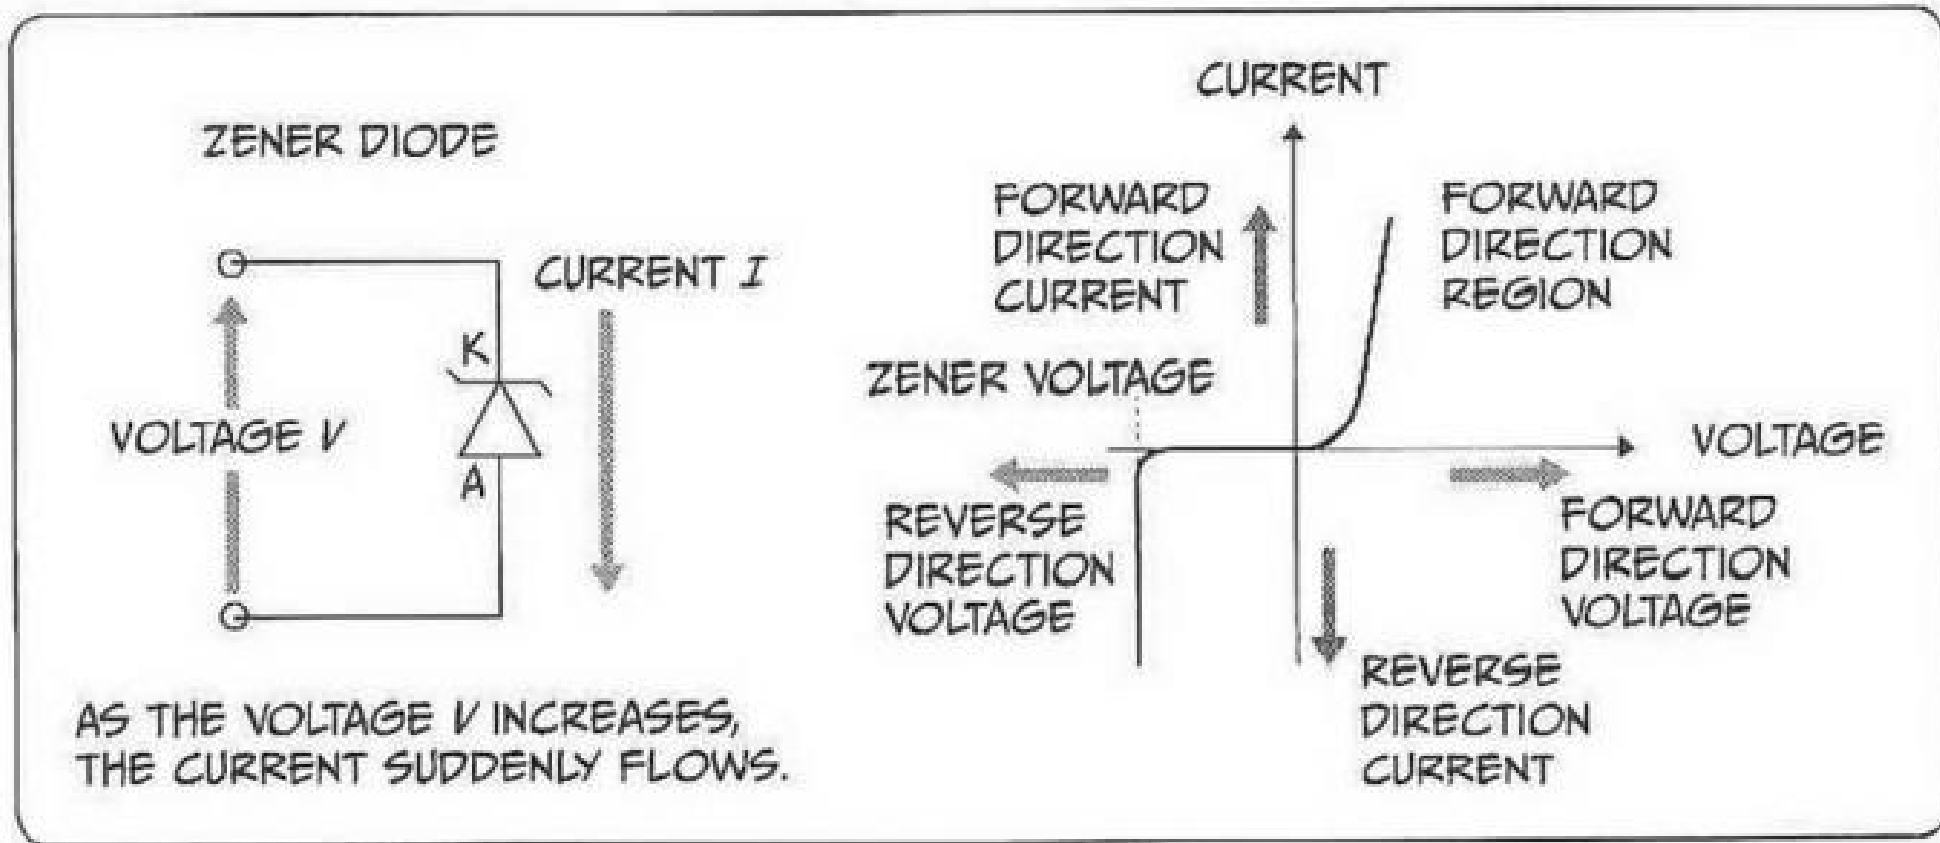 ZENER DIODE
CURRENT I
K
VOLTAGE V
A
AS THE VOLTAGE V INCREASES,
THE CURRENT SUDDENLY FLOWS.
CURRENT
FORWARD
DIRECTION
CURRENT
FORWARD
DIRECTION
REGION
ZENER VOLTAGE
VOLTAGE
REVERSE
DIRECTION
VOLTAGE
FORWARD
DIRECTION
VOLTAGE
REVERSE
DIRECTION
CURRENT